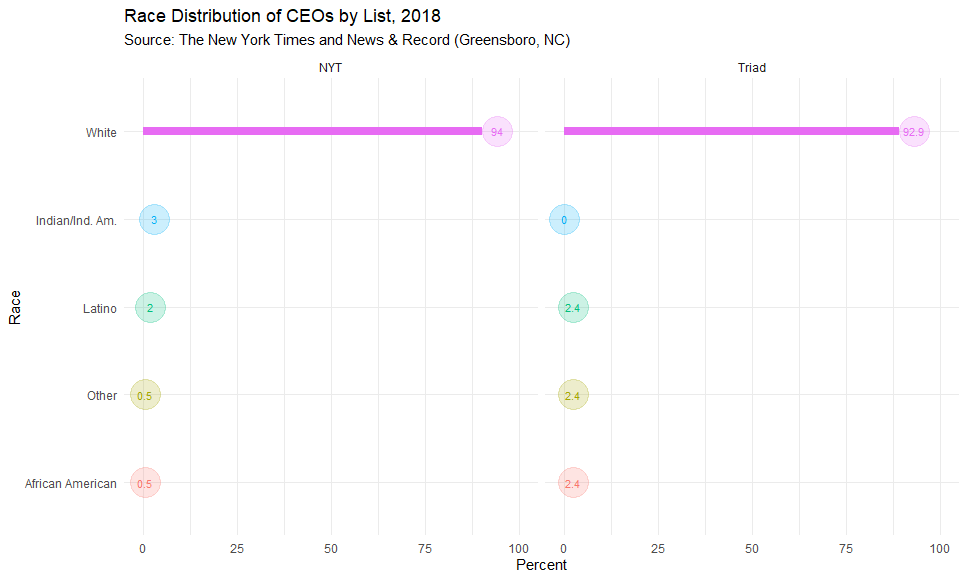 Race Distribution of CEOs by List, 2018
Source: The New York Times and News & Record (Greensboro, NC)
NYT Triad
White 94 92.9
Indian/Ind. Am. 3 0
Latino 2 2.4
Other 0.5 2.4
African American 0.5 2.4
Race
0 25 50 75 100 0 25 50 75 100
Percent